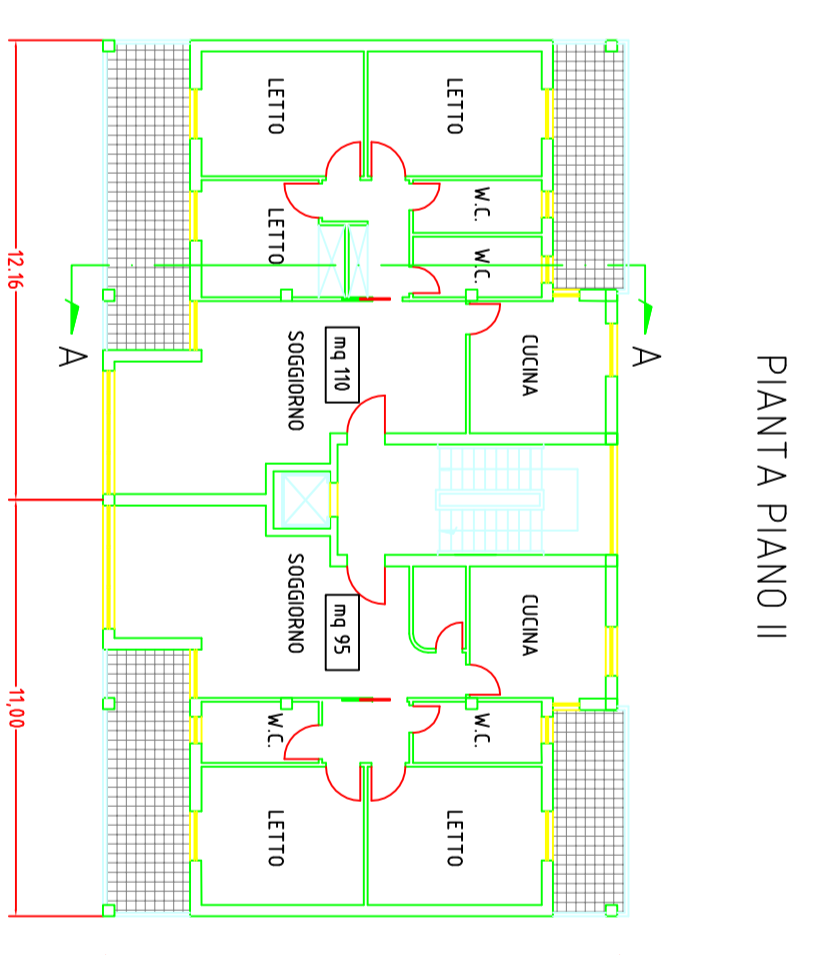 PIANTA PIANO II
A
CUCINA
CUCINA
W.C.
W.C.
W.C.
LETTO
LETTO
mq 110
mq 95
SOGGIORNO
SOGGIORNO
LETTO
LETTO
W.C.
LETTO
A
12.16
11,00